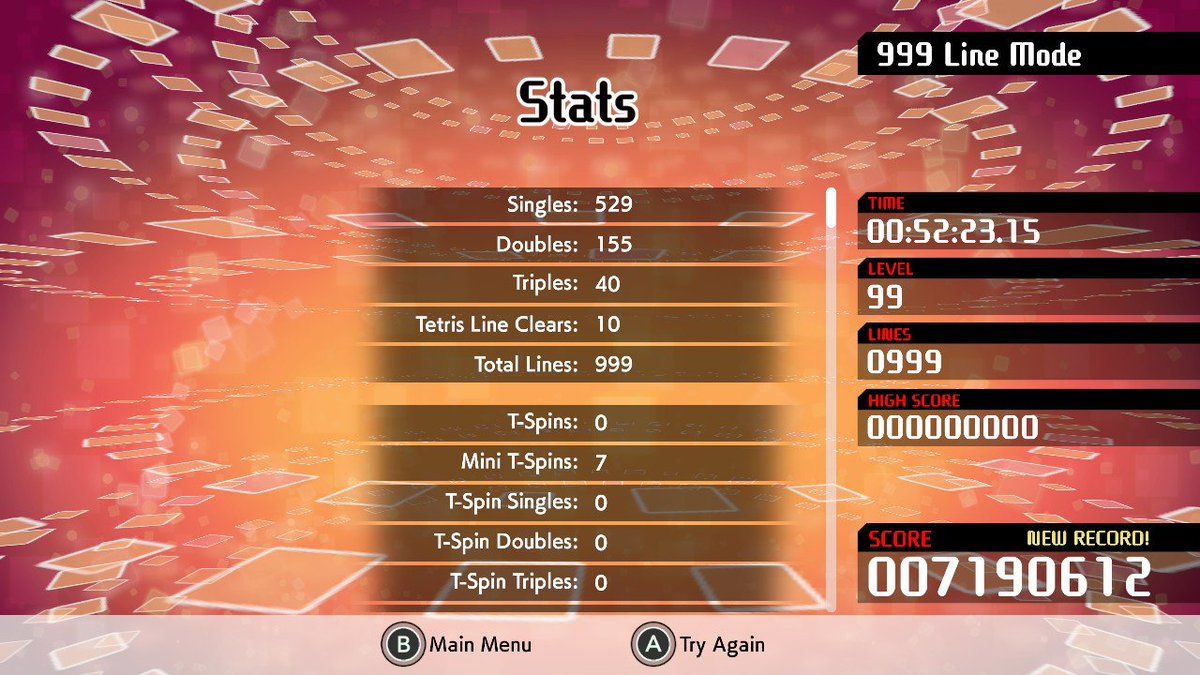 999 Line Mode
Stats
Singles: 529
Doubles: 155
Triples: 40
Tetris Line Clears: 10
Total Lines: 999
T-Spins: 0
Mini T-Spins: 7
T-Spin Singles: 0
T-Spin Doubles: 0
T-Spin Triples: 0
TIME
00:52:23.15
LEVEL
99
LINES
0999
HIGH SCORE
000000000
SCORE NEW RECORD!
007190612
B Main Menu
A Try Again